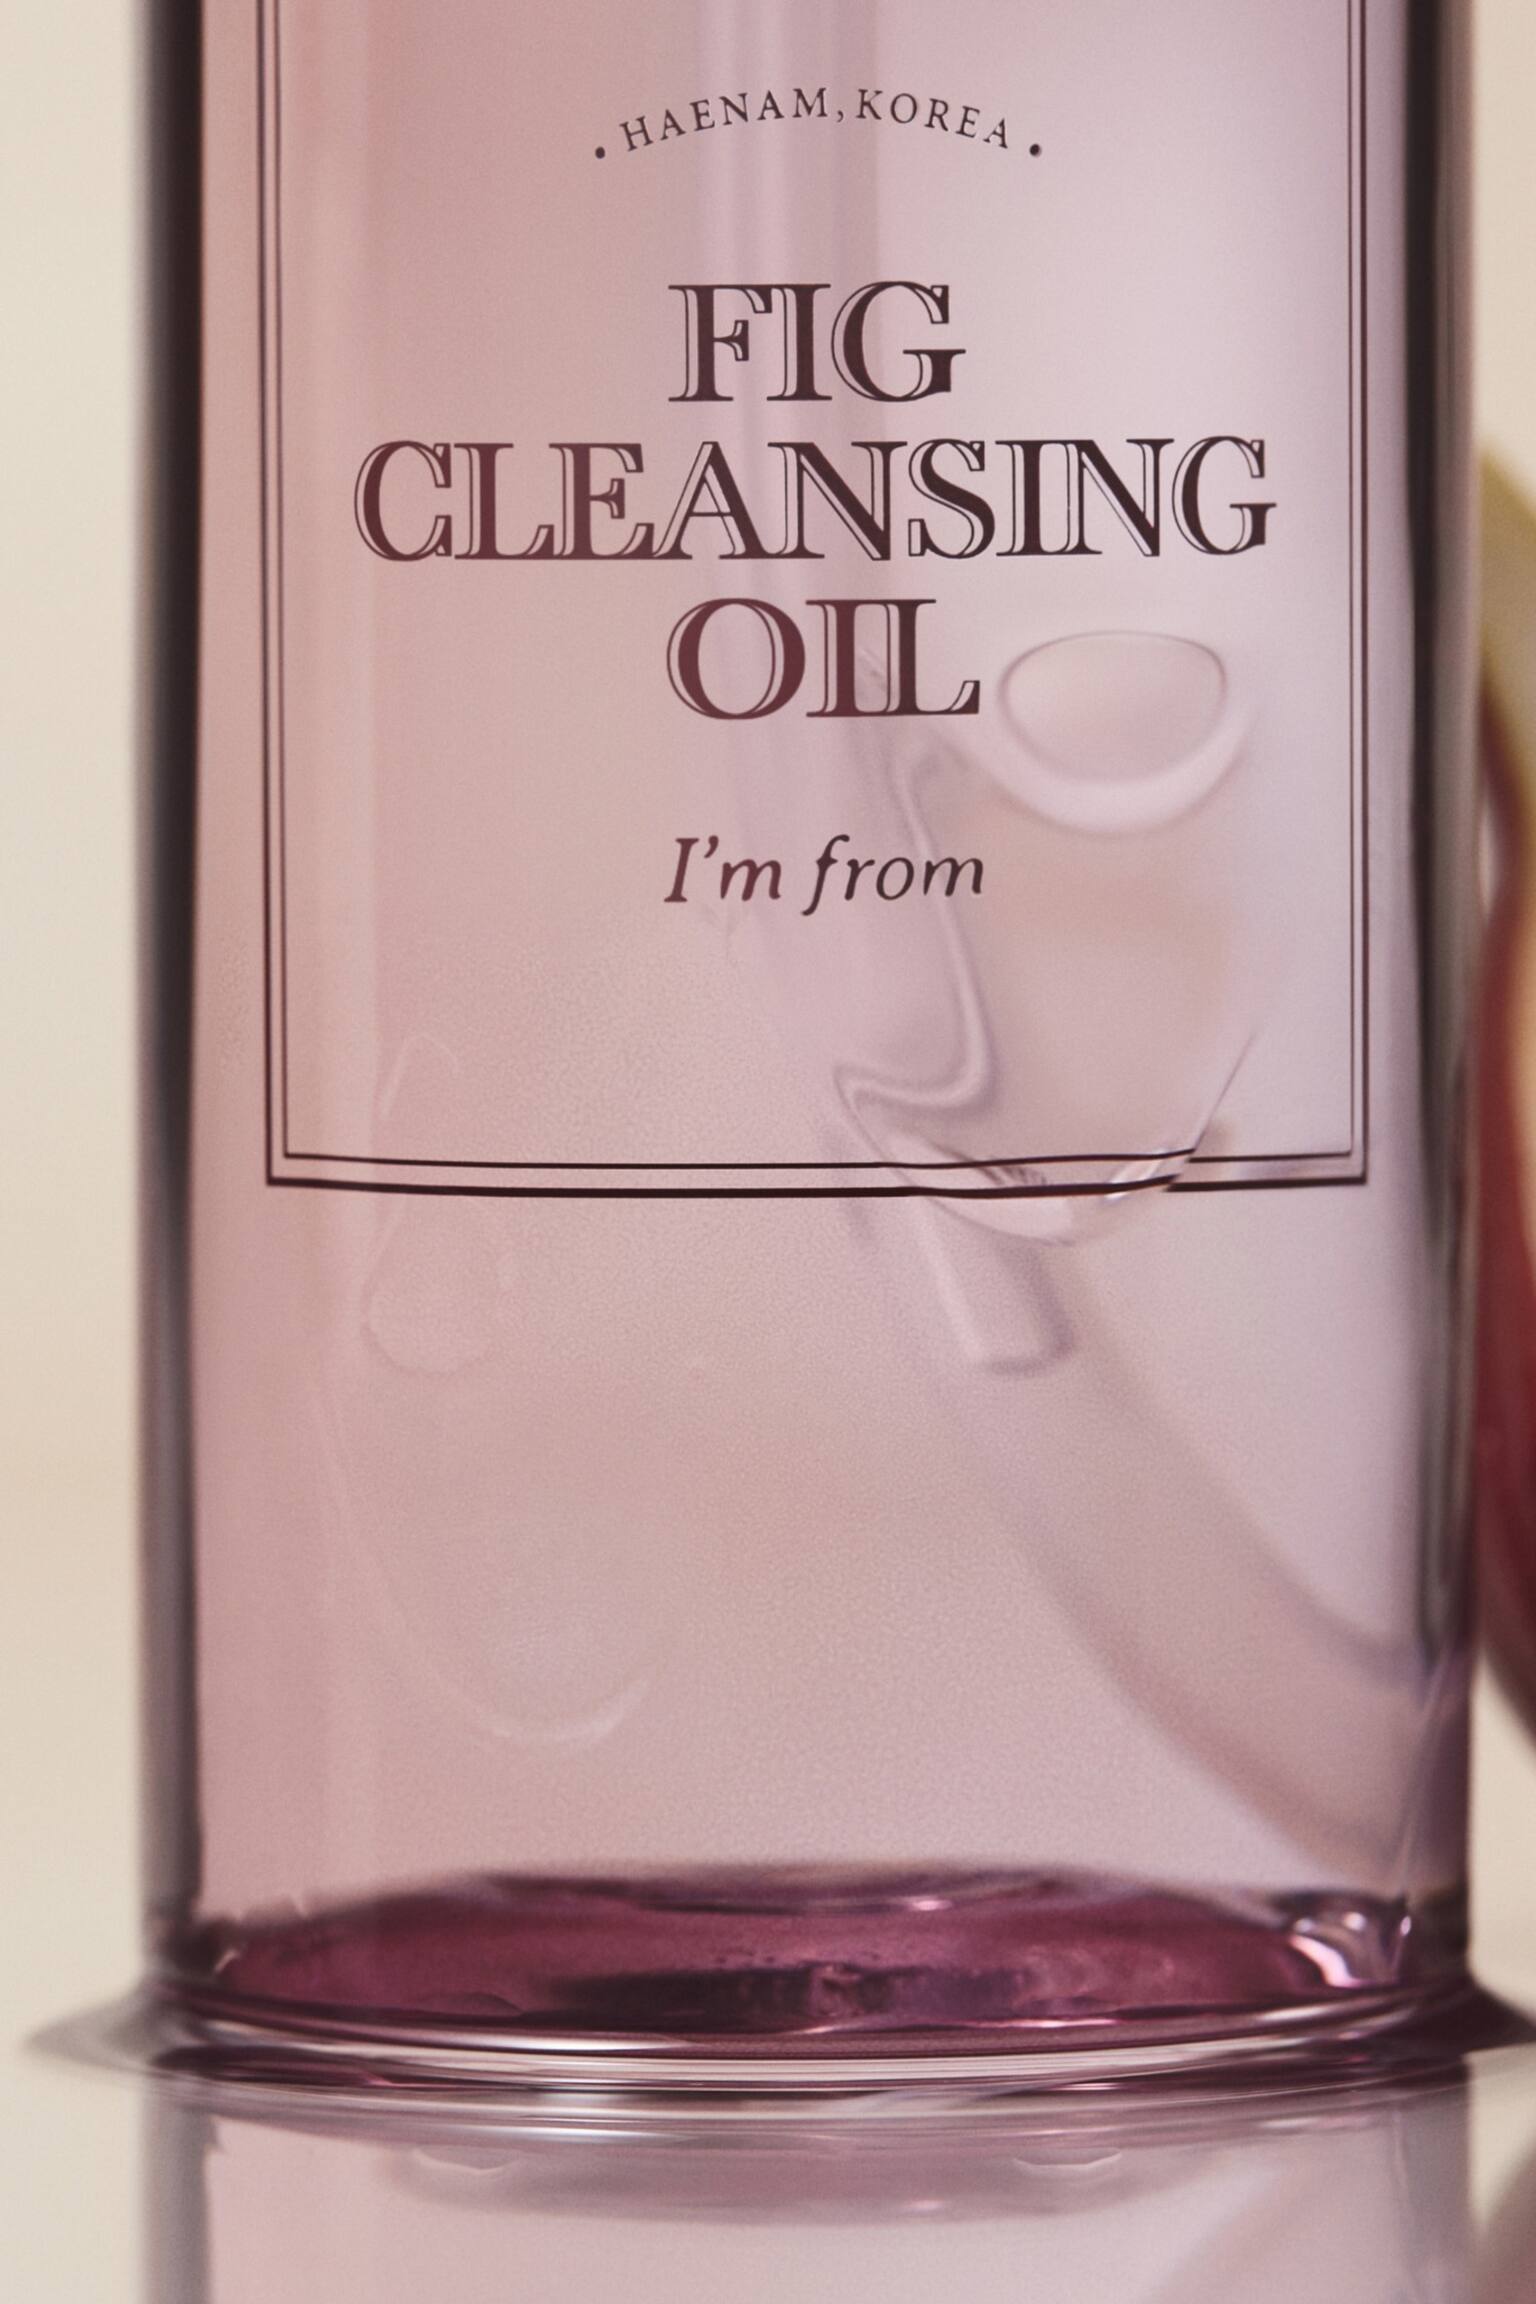 • HAENAM, KOREA •
FIG
CLEANSING
OIL
I'm from